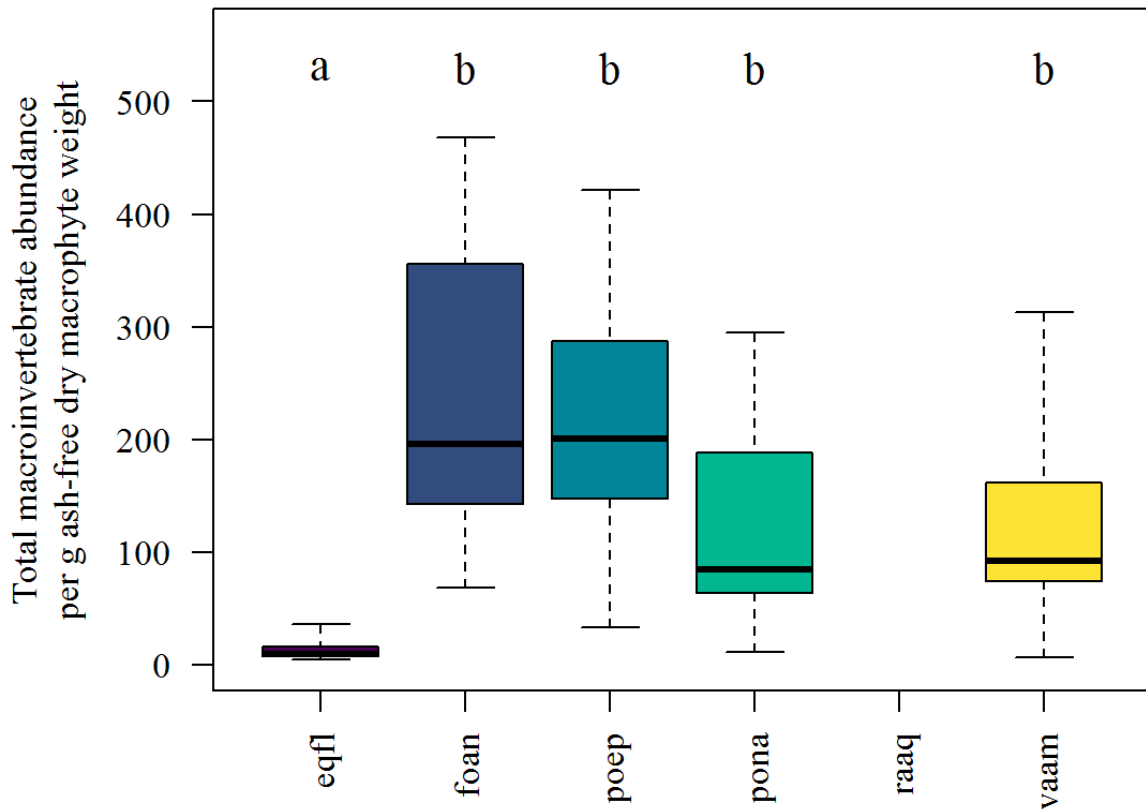 Total macroinvertebrate abundance
per g ash-free dry macrophyte weight
500
400
300
200
100
0
a
b
b
b
b
eqfl
foan
poep
pona
raaq
vaam